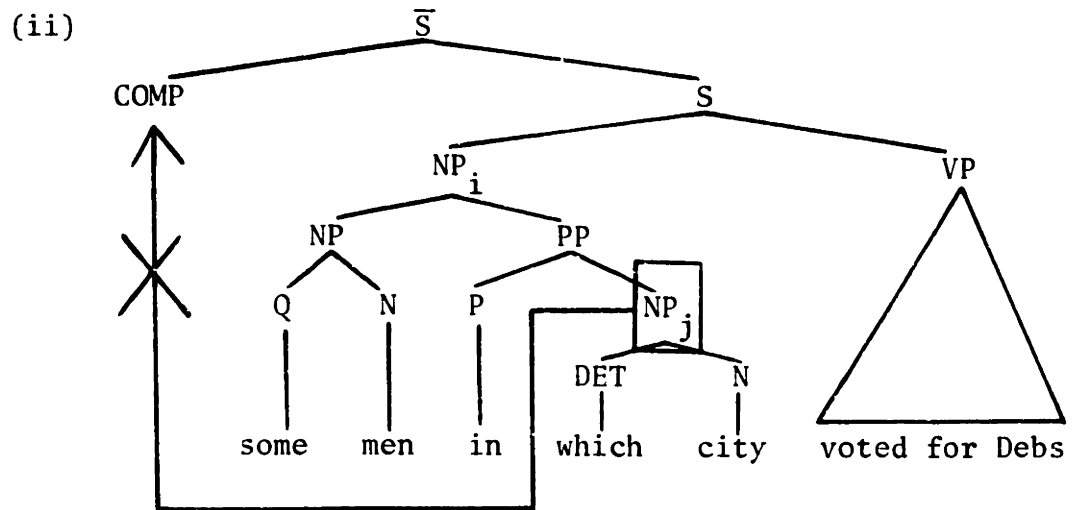 (ii)
S̅
COMP S
NP_i VP
NP PP
Q N P NP_j
DET N
some men in which city voted for Debs